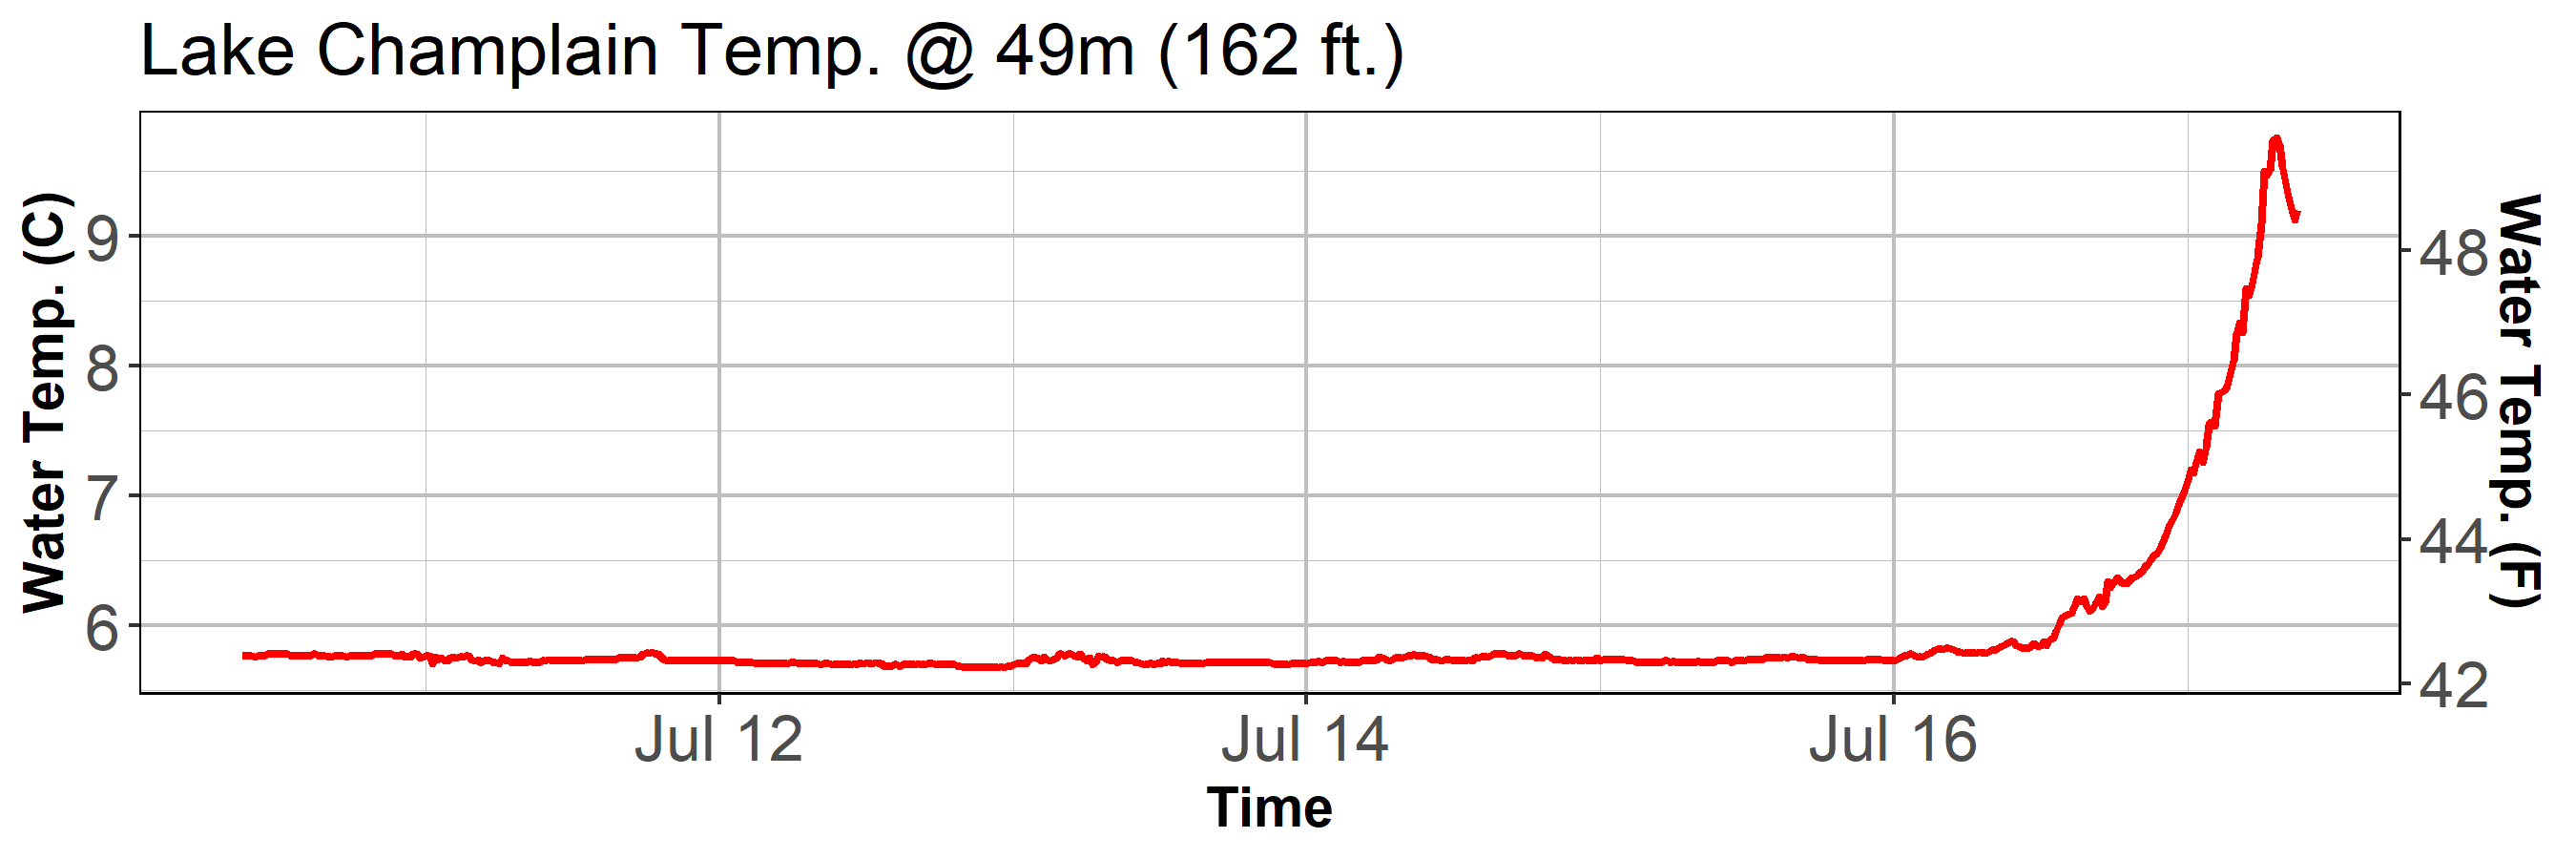 Lake Champlain Temp. @ 49m (162 ft.)
Water Temp. (C)
9
8
7
6
48
46
44
42
Water Temp. (F)
Jul 12 Jul 14 Jul 16
Time